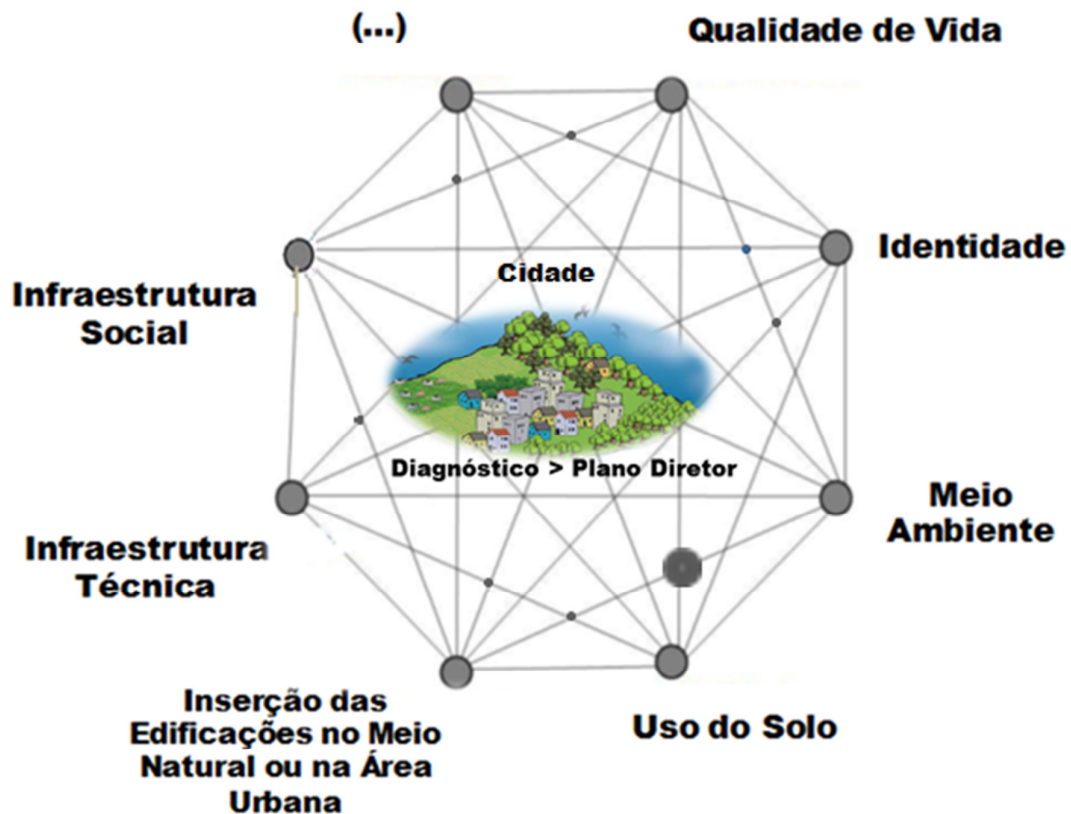 (...)
Qualidade de Vida
Identidade
Cidade
Infraestrutura
Social
Diagnóstico > Plano Diretor
Meio
Ambiente
Infraestrutura
Técnica
Inserção das
Edificações no Meio
Natural ou na Área
Urbana
Uso do Solo